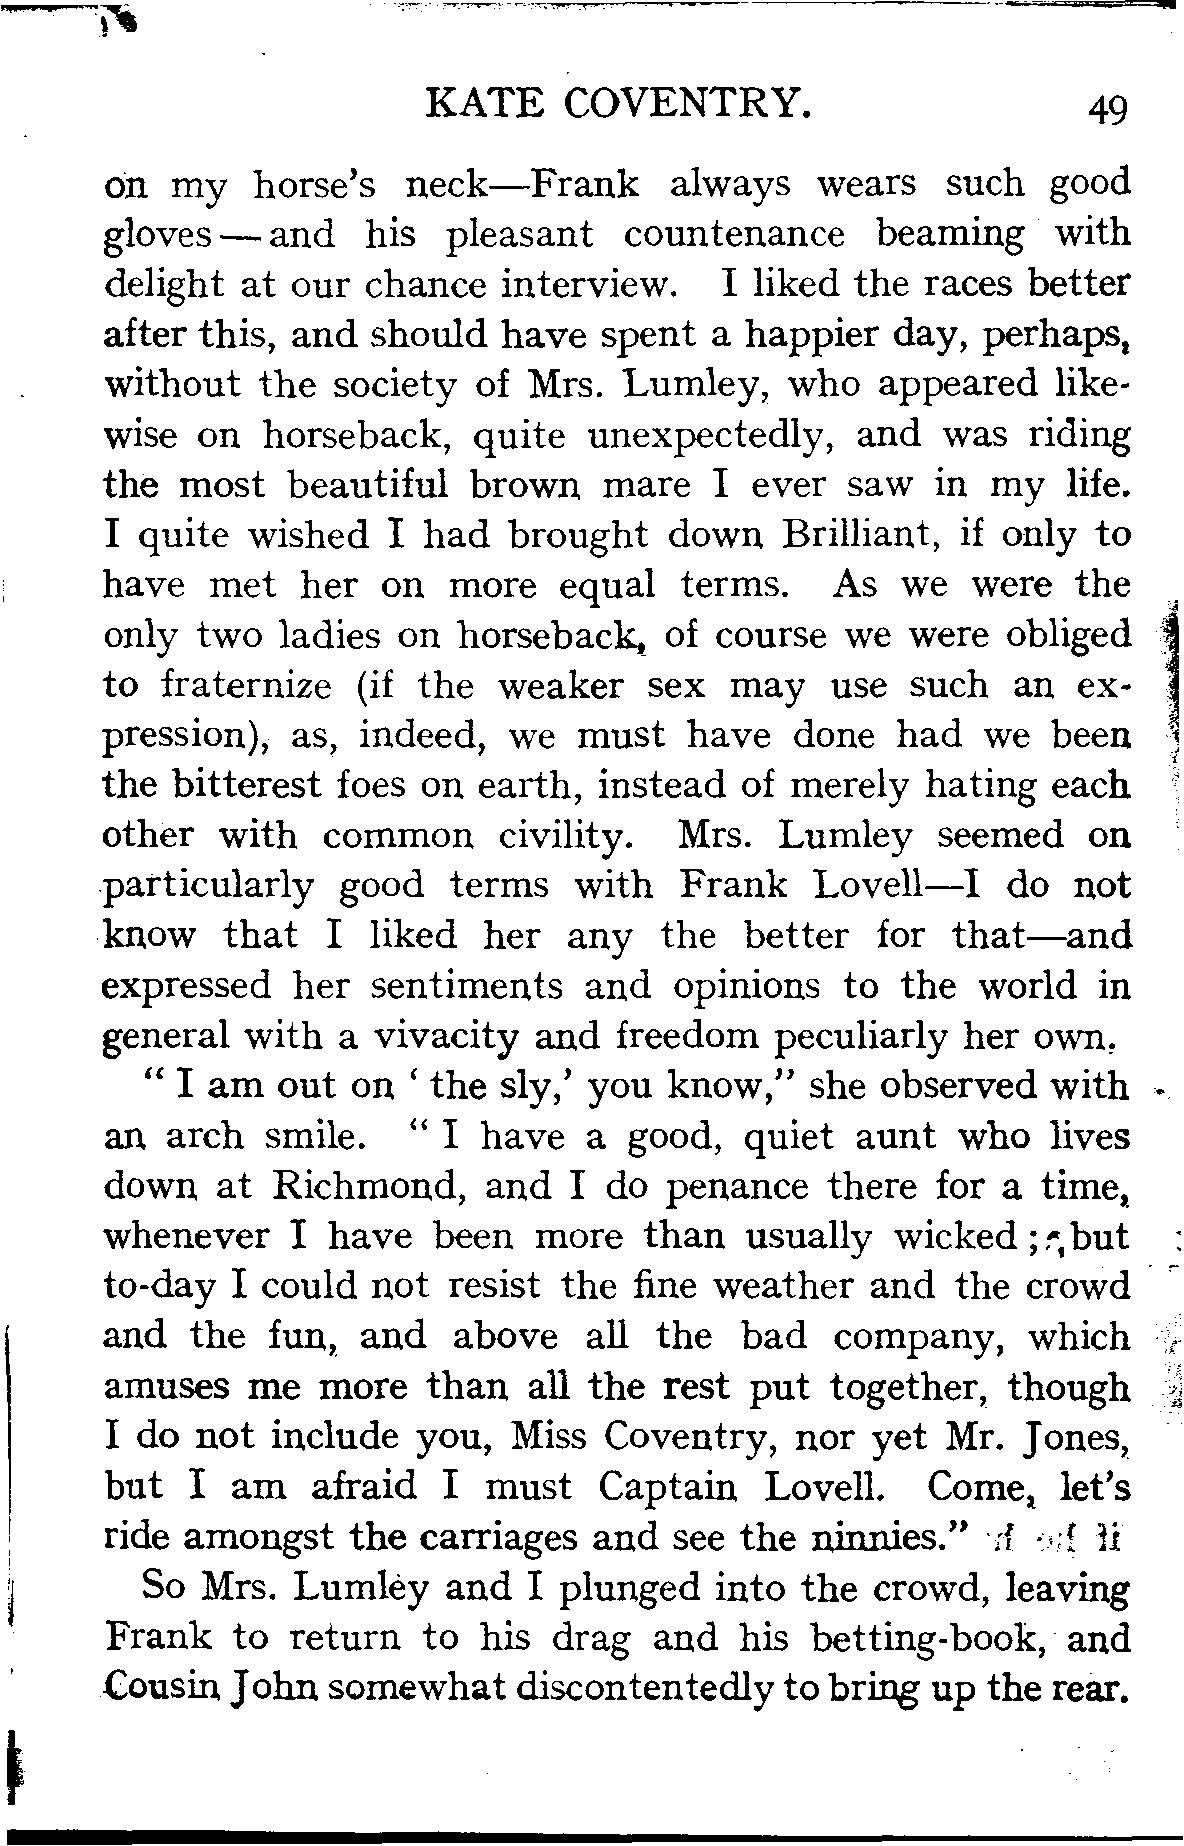 KATE COVENTRY. 49
on my horse's neck—Frank always wears such good
gloves — and his pleasant countenance beaming with
delight at our chance interview. I liked the races better
after this, and should have spent a happier day, perhaps,
without the society of Mrs. Lumley, who appeared like-
wise on horseback, quite unexpectedly, and was riding
the most beautiful brown mare I ever saw in my life.
I quite wished I had brought down Brilliant, if only to
have met her on more equal terms. As we were the
only two ladies on horseback, of course we were obliged
to fraternize (if the weaker sex may use such an ex-
pression), as, indeed, we must have done had we been
the bitterest foes on earth, instead of merely hating each
other with common civility. Mrs. Lumley seemed on
particularly good terms with Frank Lovell—I do not
know that I liked her any the better for that—and
expressed her sentiments and opinions to the world in
general with a vivacity and freedom peculiarly her own.
" I am out on ' the sly,' you know," she observed with
an arch smile. " I have a good, quiet aunt who lives
down at Richmond, and I do penance there for a time,
whenever I have been more than usually wicked ; but
to-day I could not resist the fine weather and the crowd
and the fun, and above all the bad company, which
amuses me more than all the rest put together, though
I do not include you, Miss Coventry, nor yet Mr. Jones,
but I am afraid I must Captain Lovell. Come, let's
ride amongst the carriages and see the ninnies."
So Mrs. Lumley and I plunged into the crowd, leaving
Frank to return to his drag and his betting-book, and
Cousin John somewhat discontentedly to bring up the rear.